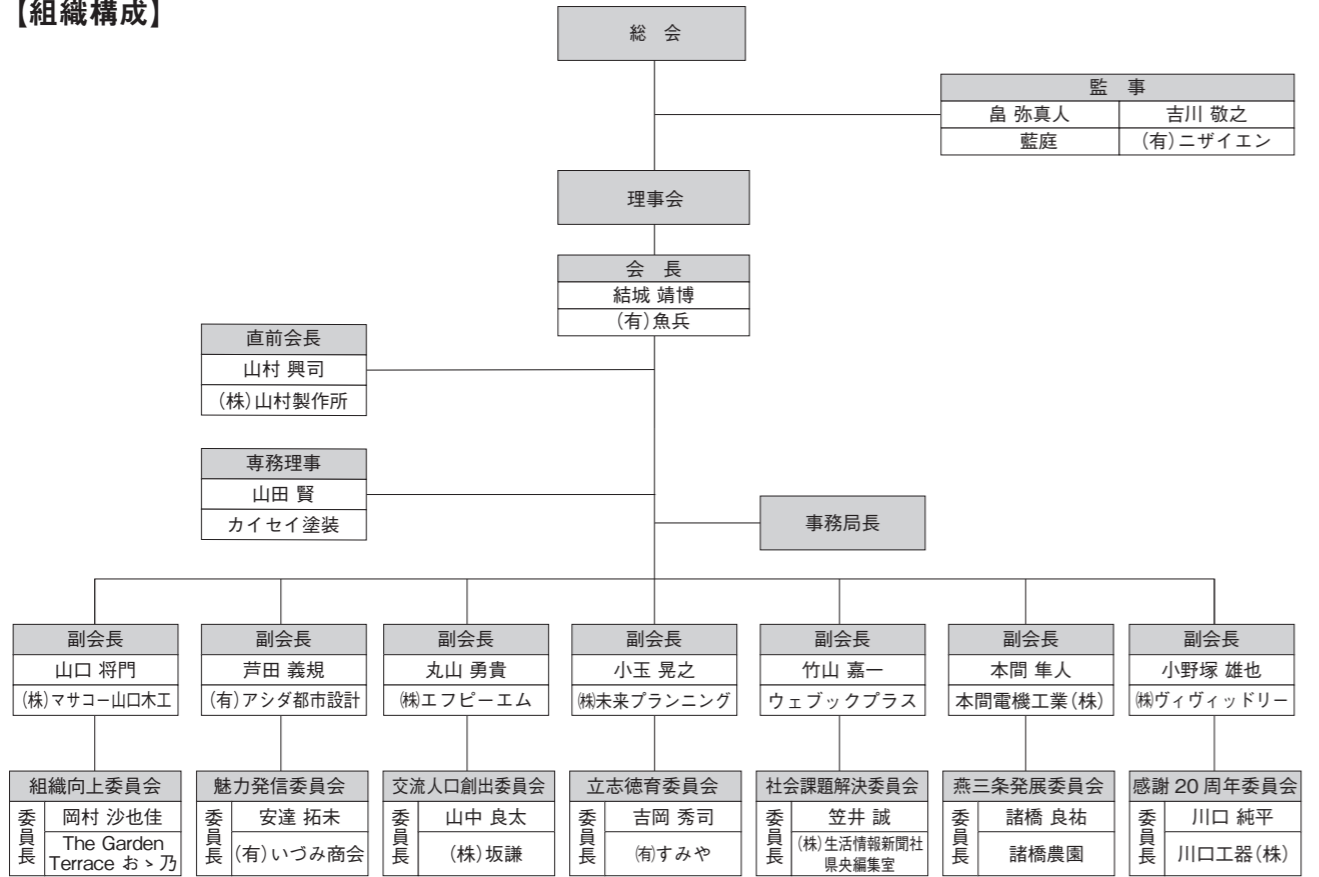 【組織構成】
総　会
監　事
畠 弥真人
吉川 敬之
藍庭
(有)ニザイエン
理事会
会　長
結城 靖博
(有)魚兵
直前会長
山村 興司
(株)山村製作所
専務理事
山田 賢
カイセイ塗装
事務局長
副会長
山口 将門
(株)マサコー山口木工
副会長
芦田 義規
(有)アシダ都市設計
副会長
丸山 勇貴
㈱エフピーエム
副会長
小玉 晃之
㈱未来プランニング
副会長
竹山 嘉一
ウェブックプラス
副会長
本間 隼人
本間電機工業(株)
副会長
小野塚 雄也
㈱ヴィヴィッドリー
組織向上委員会
委員長
岡村 沙也佳
The Garden
Terrace おゝ乃
魅力発信委員会
委員長
安達 拓未
(有)いづみ商会
交流人口創出委員会
委員長
山中 良太
(株)坂謙
立志徳育委員会
委員長
吉岡 秀司
㈲すみや
社会課題解決委員会
委員長
笠井 誠
(株)生活情報新聞社
県央編集室
燕三条発展委員会
委員長
諸橋 良祐
諸橋農園
感謝 20 周年委員会
委員長
川口 純平
川口工器(株)